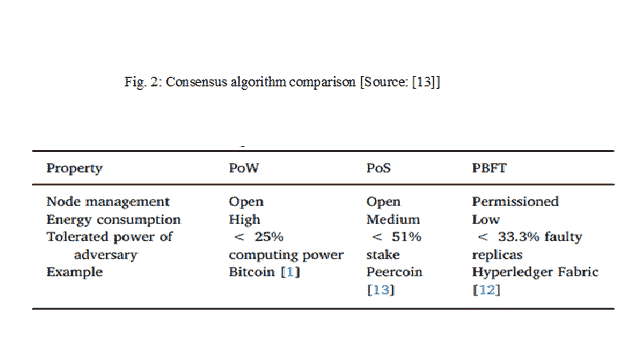 Fig. 2: Consensus algorithm comparison [Source: [13]]
Property PoW PoS PBFT
Node management Open Open Permissioned
Energy consumption High Medium Low
Tolerated power of < 25% < 51% < 33.3% faulty
adversary computing power stake replicas
Example Bitcoin [1] Peercoin Hyperledger Fabric
[13] [12]